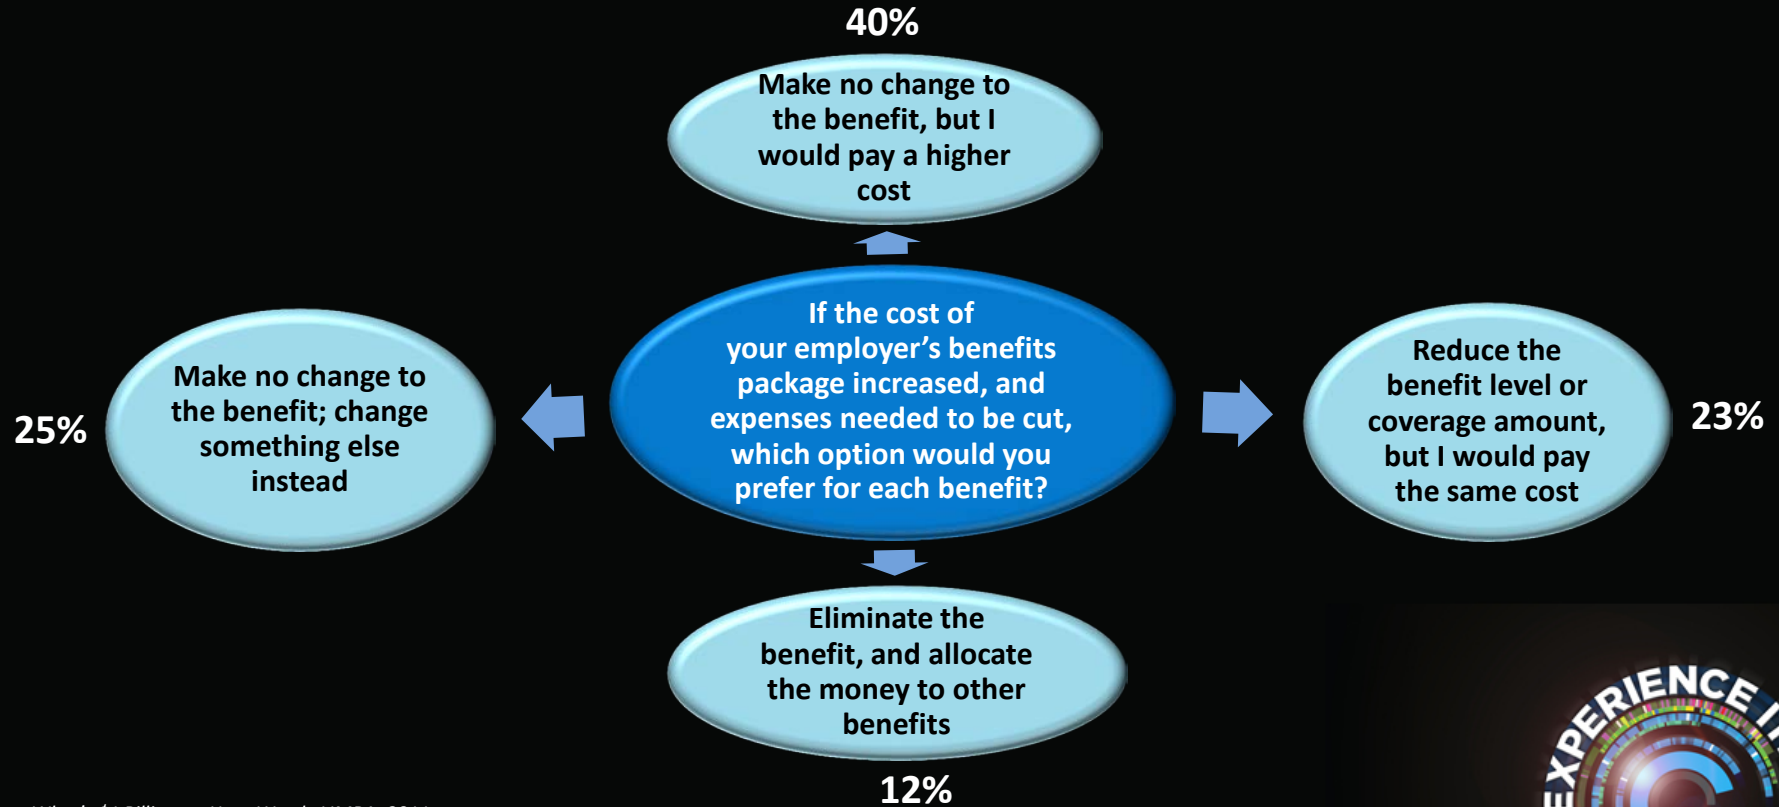 40%
Make no change to
the benefit, but I
would pay a higher
cost
If the cost of
your employer’s benefits
package increased, and
expenses needed to be cut,
which option would you
prefer for each benefit?
25%
Make no change to
the benefit; change
something else
instead
Reduce the
benefit level or
coverage amount,
but I would pay
the same cost
23%
Eliminate the
benefit, and allocate
the money to other
benefits
12%
EXPERIENCE